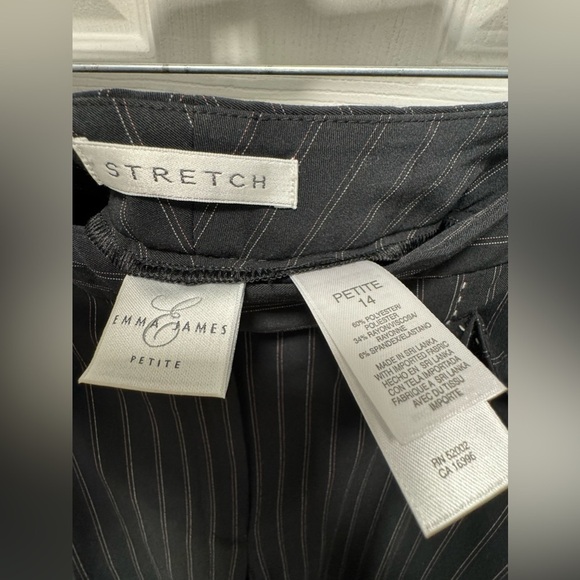 STRETCH
E
EMMA JAMES
PETITE
PETITE
14
60% POLYESTER/
POLIESTER
34% RAYON/VISCOSA/
RAYONNE
6% SPANDEX/ELASTANO
MADE IN SRI LANKA
WITH IMPORTED FABRIC
HECHO EN SRI LANKA
CON TELA IMPORTADA
FABRIQUE A SRI LANKA
AVEC DU TISSU
IMPORTE
RN 52002
CA 16396